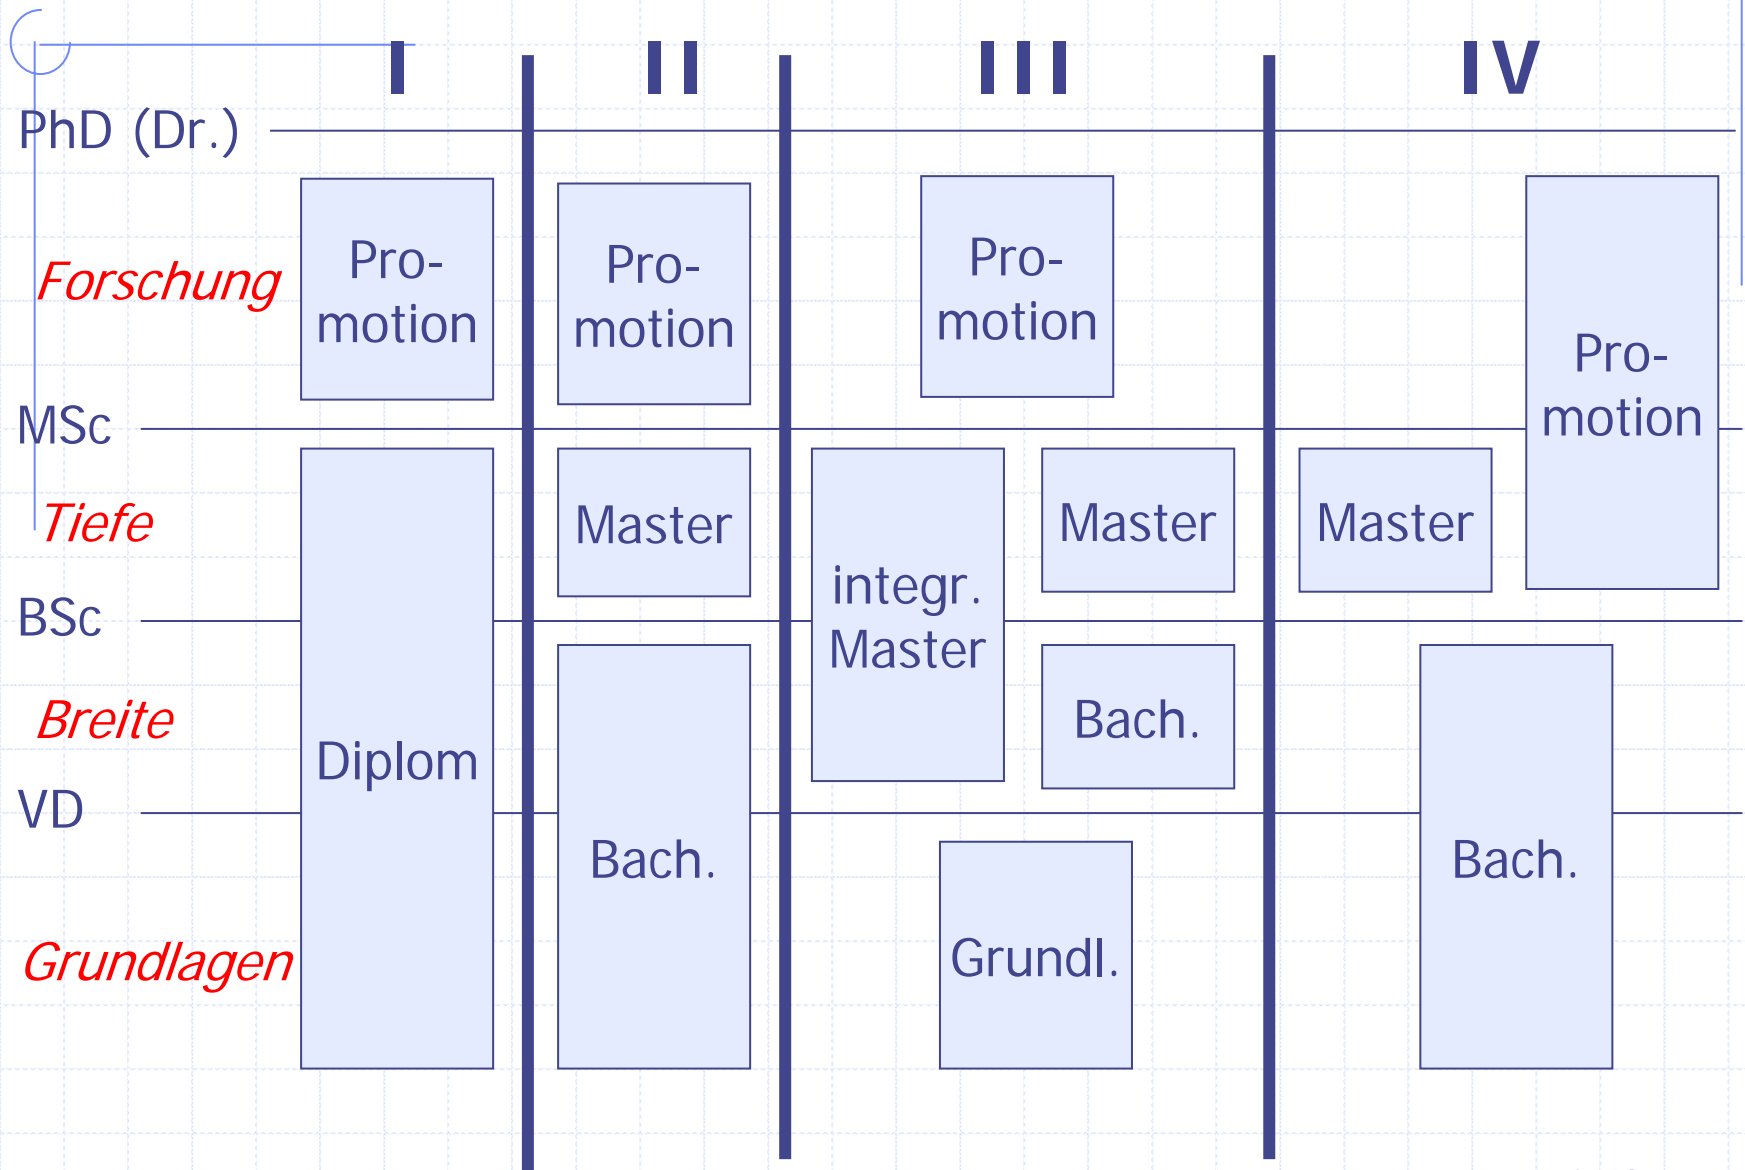 I II III IV
PhD (Dr.)
Forschung
Pro-
motion
Pro-
motion
Pro-
motion
Pro-
motion
MSc
Tiefe
Master
integr.
Master
Master
Master
BSc
Breite
Diplom
Bach.
VD
Bach.
Bach.
Grundlagen
Grundl.